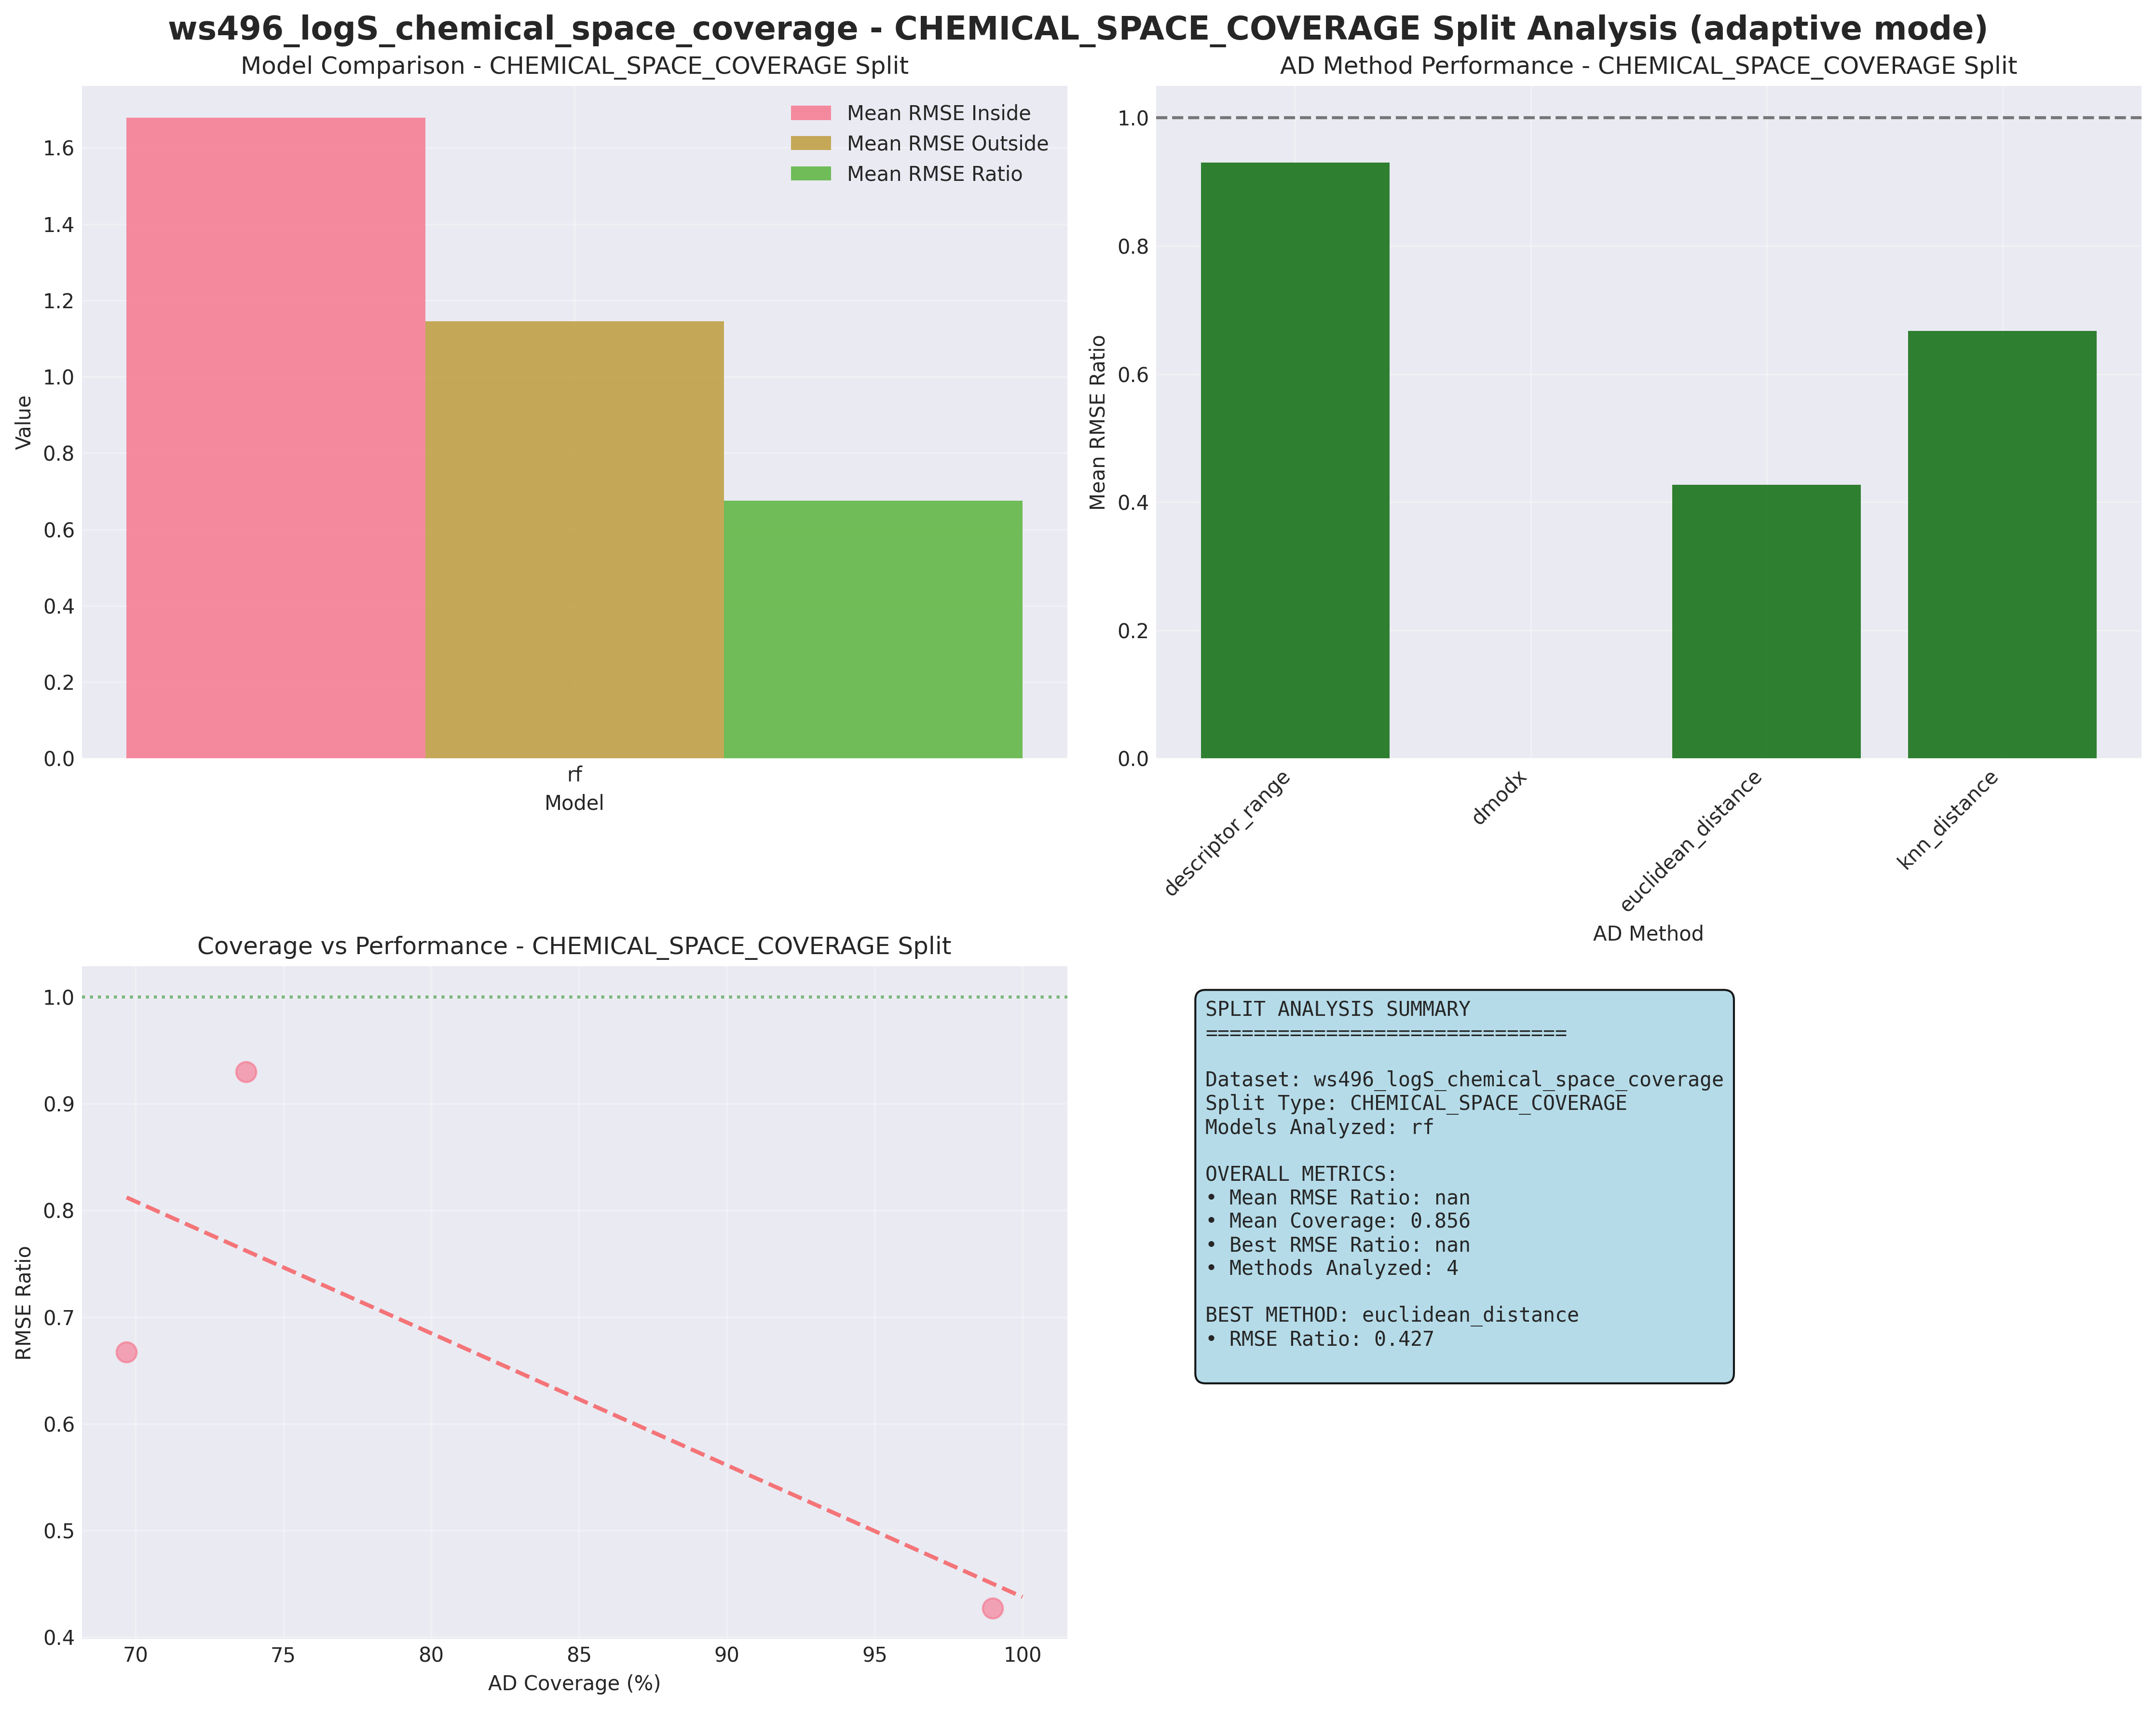 ws496_logS_chemical_space_coverage - CHEMICAL_SPACE_COVERAGE Split Analysis (adaptive mode)
Model Comparison - CHEMICAL_SPACE_COVERAGE Split
Mean RMSE Inside
Mean RMSE Outside
Mean RMSE Ratio
Value
1.6
1.4
1.2
1.0
0.8
0.6
0.4
0.2
0.0
rf
Model
AD Method Performance - CHEMICAL_SPACE_COVERAGE Split
Mean RMSE Ratio
1.0
0.8
0.6
0.4
0.2
0.0
descriptor_range
dmodx
euclidean_distance
knn_distance
AD Method
Coverage vs Performance - CHEMICAL_SPACE_COVERAGE Split
RMSE Ratio
1.0
0.9
0.8
0.7
0.6
0.5
0.4
70
75
80
85
90
95
100
AD Coverage (%)
SPLIT ANALYSIS SUMMARY
==============================
Dataset: ws496_logS_chemical_space_coverage
Split Type: CHEMICAL_SPACE_COVERAGE
Models Analyzed: rf
OVERALL METRICS:
• Mean RMSE Ratio: nan
• Mean Coverage: 0.856
• Best RMSE Ratio: nan
• Methods Analyzed: 4
BEST METHOD: euclidean_distance
• RMSE Ratio: 0.427